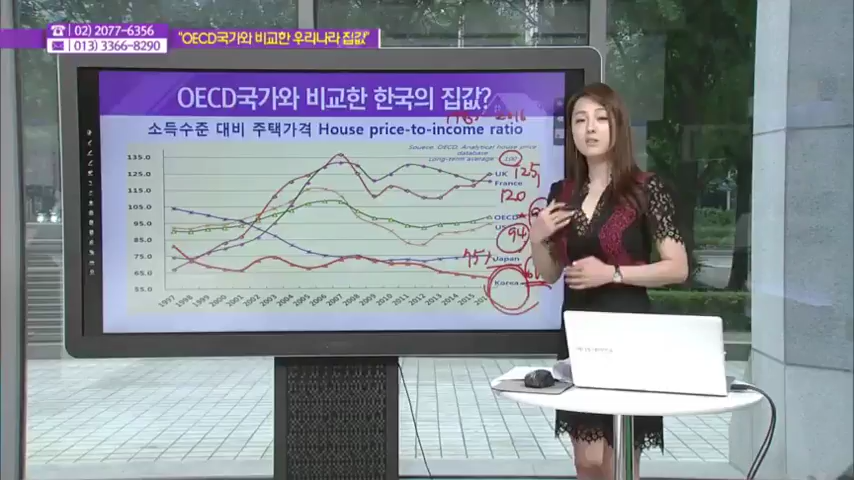 02) 2077-6356
013) 3366-8290
"OECD국가와 비교한 우리나라 집값"
OECD국가와 비교한 한국의 집값?
소득수준 대비 주택가격 House price-to-income ratio
Source. OECD. Analytical house price database
Long-term average 100
135.0
125.0
115.0
105.0
95.0
85.0
75.0
65.0
55.0
UK
125
France
120
OECD
94
75
Japan
Korea
1997 1998 1999 2000 2001 2002 2003 2004 2005 2006 2007 2008 2009 2010 2011 2012 2013 2014 2015